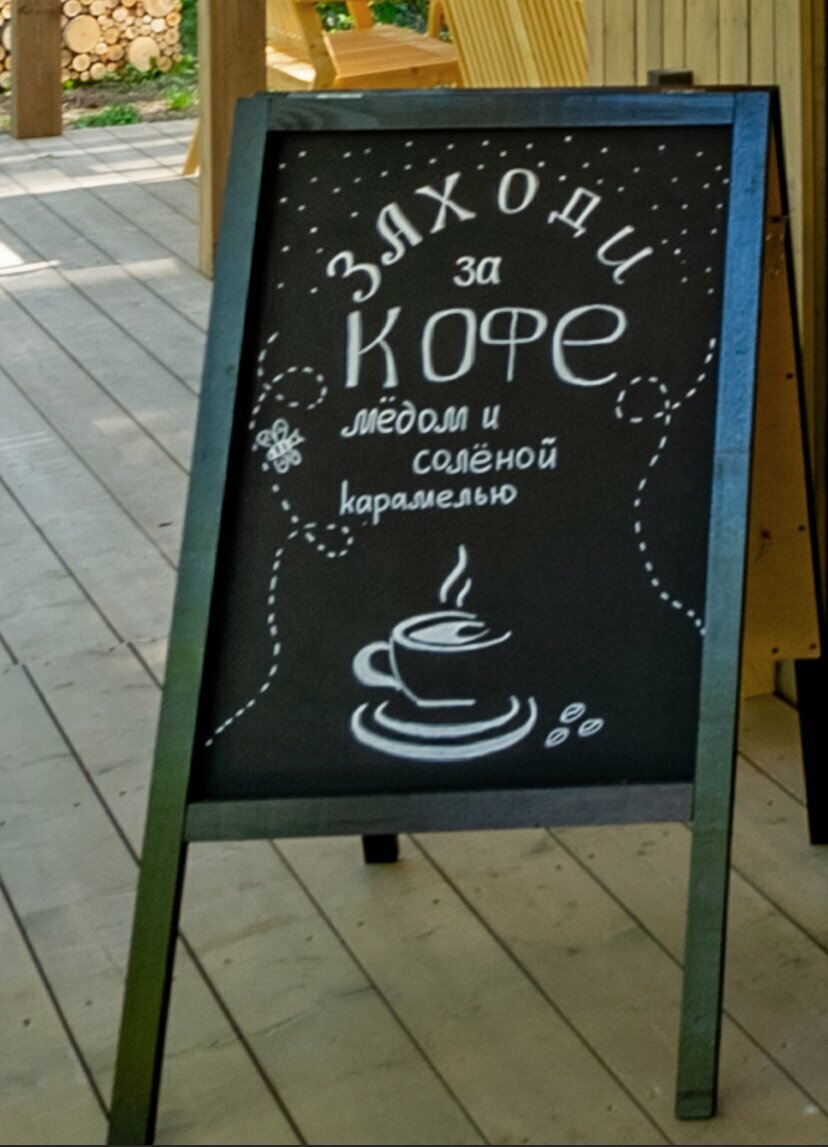 ЗАХОДИ
за
КОФЕ
мёдом и
солёной
карамелью